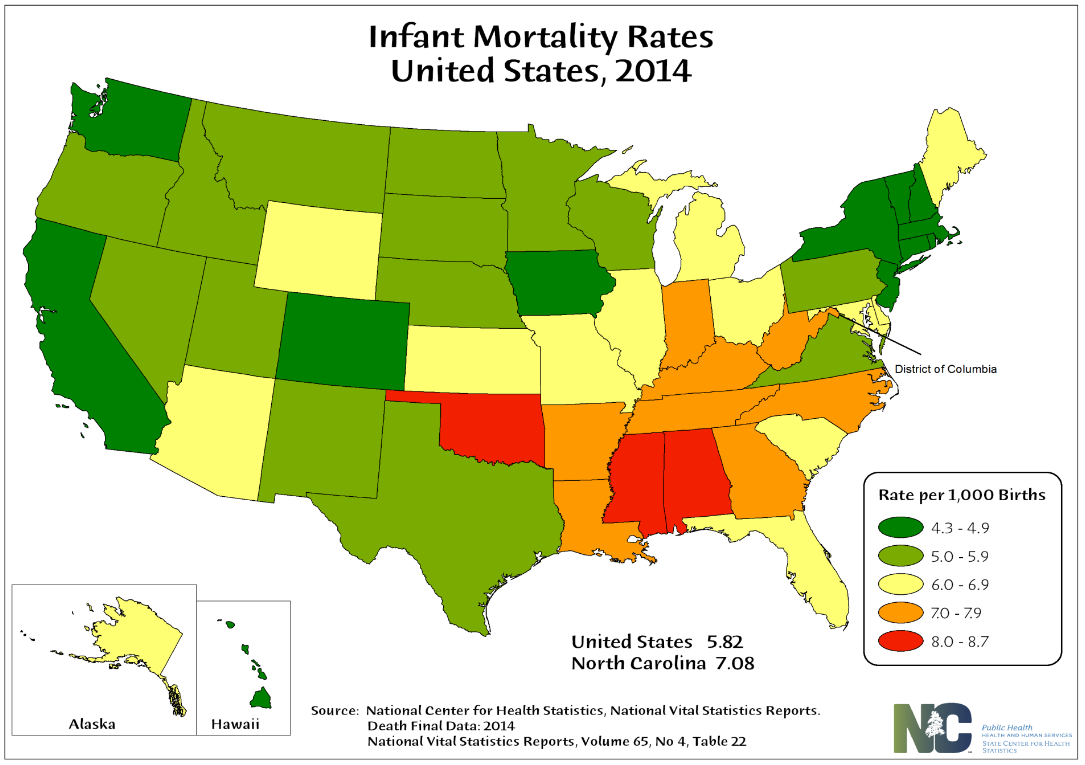 Infant Mortality Rates
United States, 2014
District of Columbia
Rate per 1,000 Births
4.3 - 4.9
5.0 - 5.9
6.0 - 6.9
7.0 - 7.9
8.0 - 8.7
United States 5.82
North Carolina 7.08
Alaska
Hawaii
Source: National Center for Health Statistics, National Vital Statistics Reports.
Death Final Data: 2014
National Vital Statistics Reports, Volume 65, No 4, Table 22
NC
Public Health
HEALTH AND HUMAN SERVICES
STATE CENTER FOR HEALTH
STATISTICS